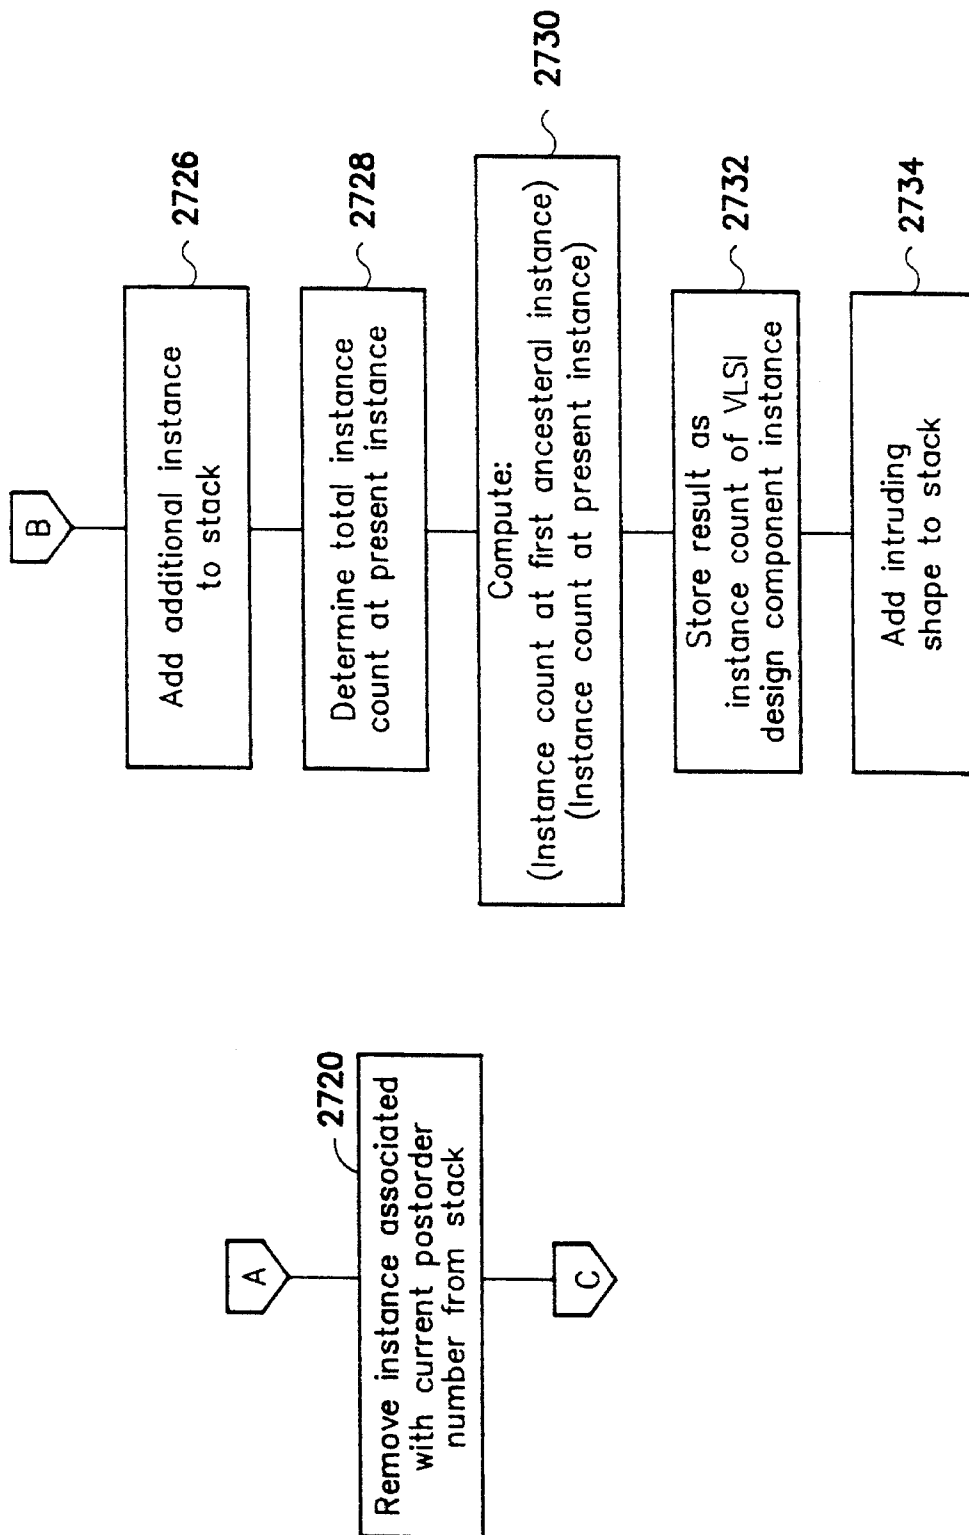 A
2720
Remove instance associated
with current postorder
number from stack
C
B
2726
Add additional instance
to stack
2728
Determine total instance
count at present instance
2730
Compute:
(Instance count at first ancesteral instance)
(Instance count at present instance)
2732
Store result as
instance count of VLSI
design component instance
2734
Add intruding
shape to stack